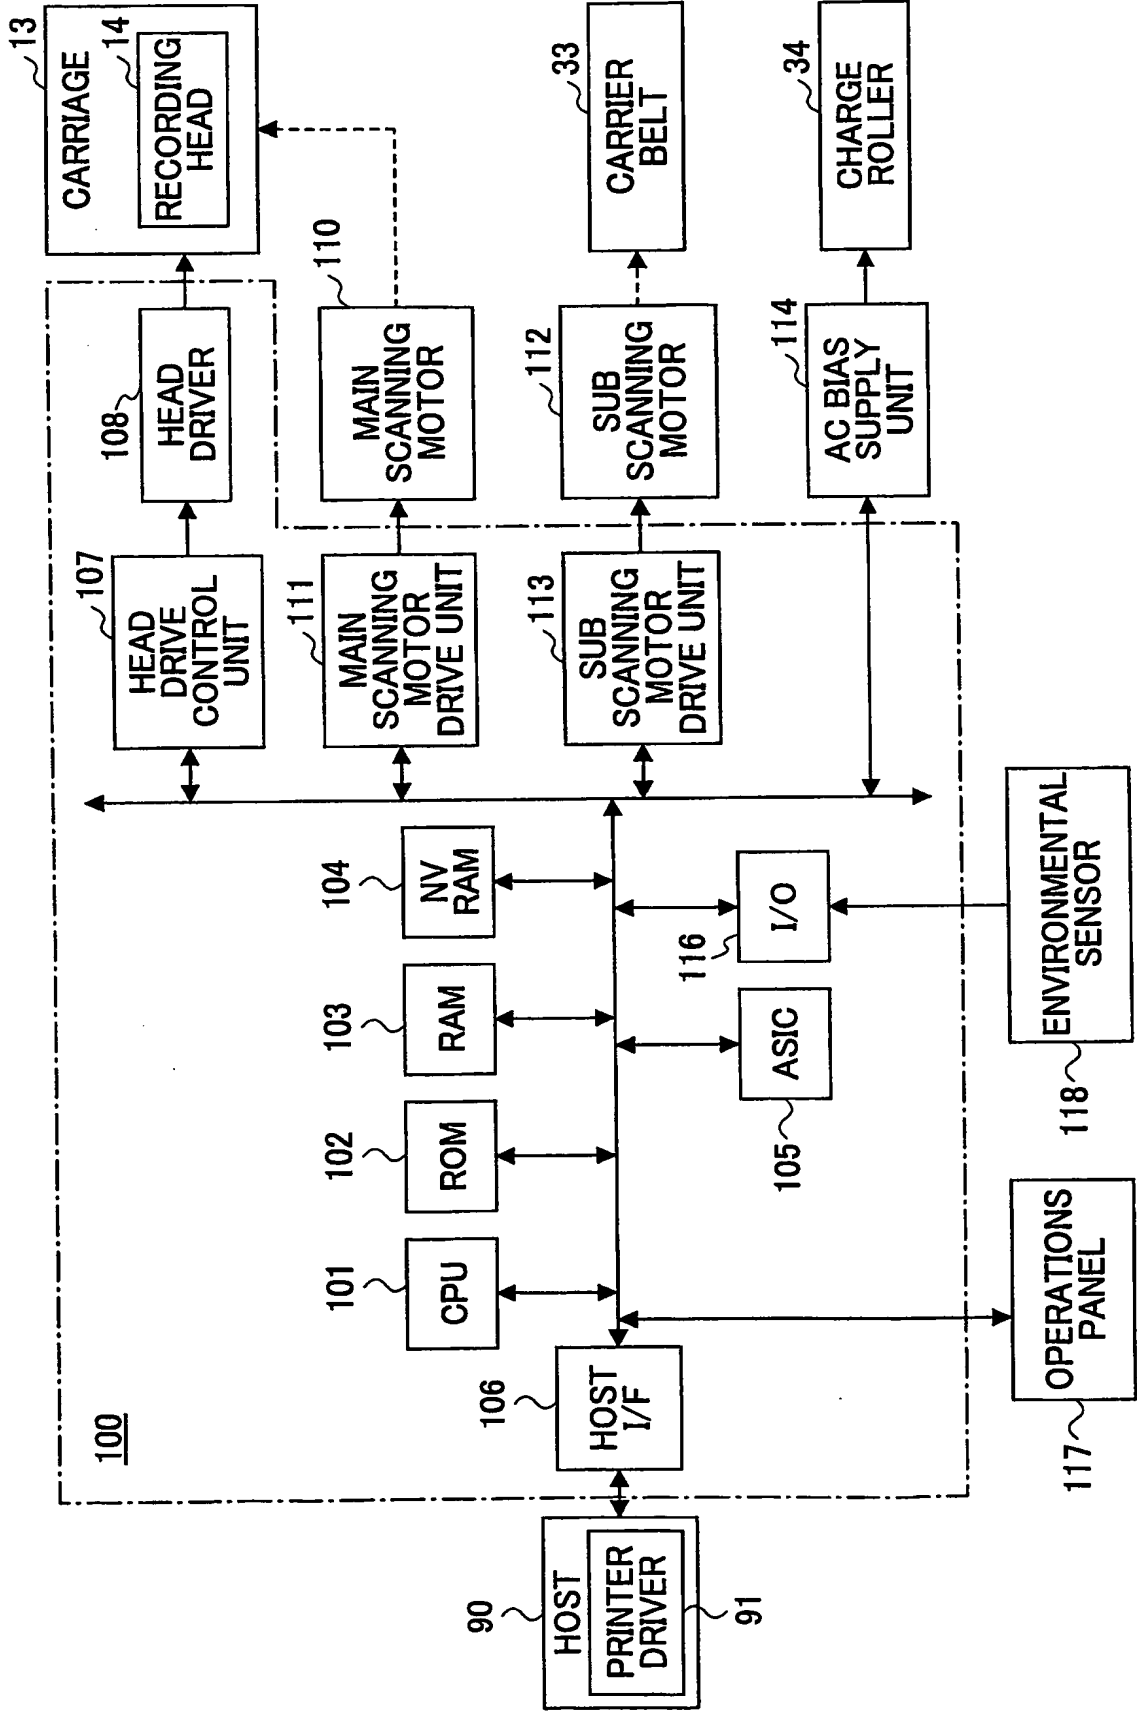 100
90
HOST
PRINTER
DRIVER
91
106
HOST
I/F
101
CPU
102
ROM
103
RAM
104
NV
RAM
105
ASIC
116
I/O
117
OPERATIONS
PANEL
118
ENVIRONMENTAL
SENSOR
107
HEAD
DRIVE
CONTROL
UNIT
108
HEAD
DRIVER
13
CARRIAGE
14
RECORDING
HEAD
111
MAIN
SCANNING
MOTOR
DRIVE UNIT
110
MAIN
SCANNING
MOTOR
113
SUB
SCANNING
MOTOR
DRIVE UNIT
112
SUB
SCANNING
MOTOR
33
CARRIER
BELT
114
AC BIAS
SUPPLY
UNIT
34
CHARGE
ROLLER